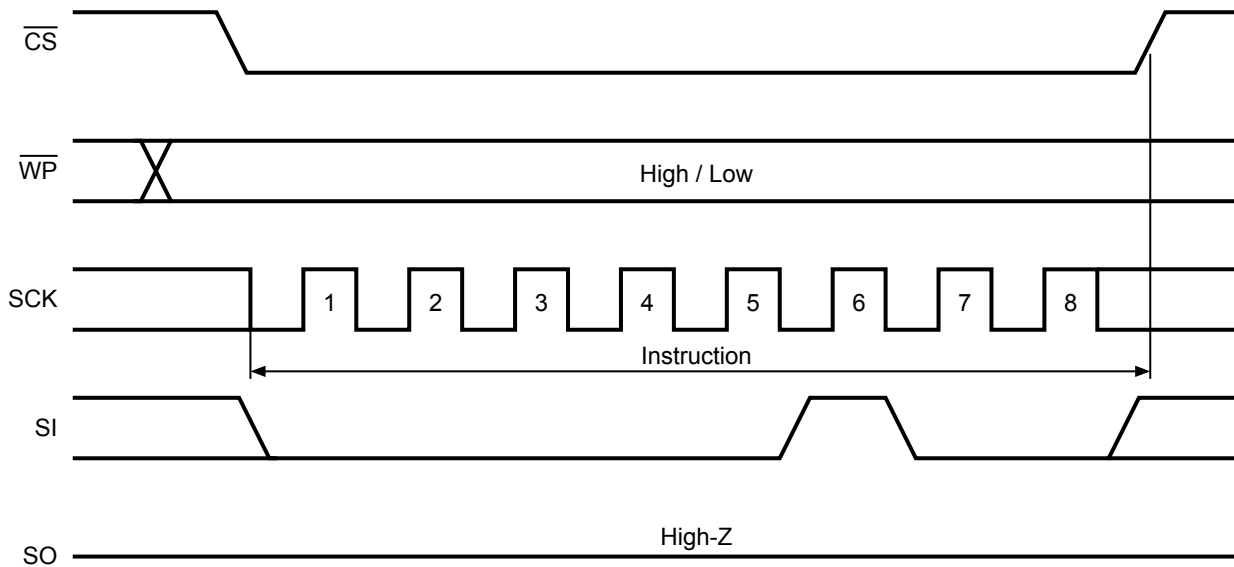 CS
WP
High / Low
SCK
1 2 3 4 5 6 7 8
Instruction
SI
High-Z
SO